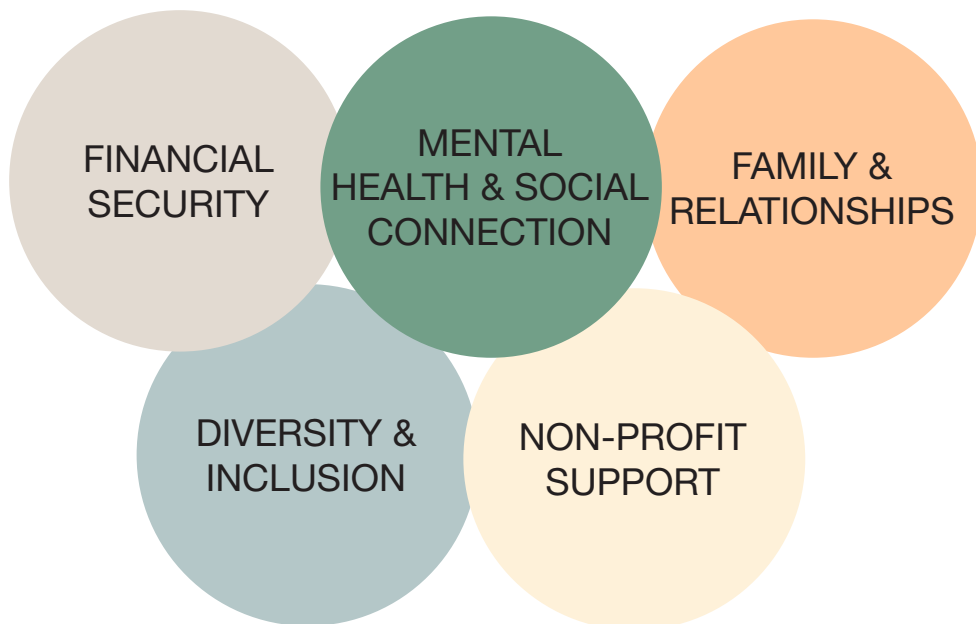 FINANCIAL
SECURITY
MENTAL
HEALTH & SOCIAL
CONNECTION
FAMILY &
RELATIONSHIPS
DIVERSITY &
INCLUSION
NON-PROFIT
SUPPORT